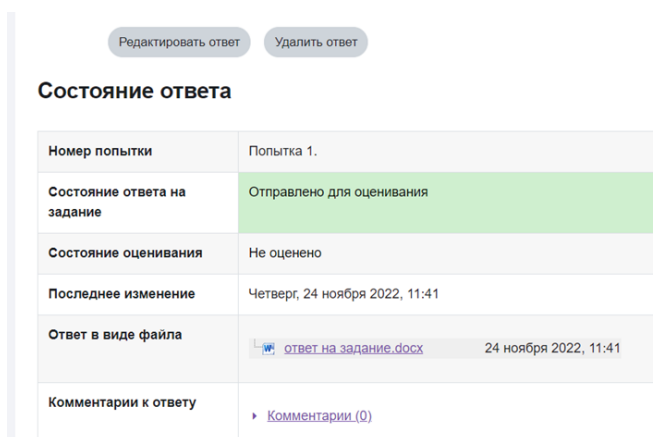 Редактировать ответ Удалить ответ
Состояние ответа
Номер попытки Попытка 1.
Состояние ответа на Отправлено для оценивания
задание
Состояние оценивания Не оценено
Последнее изменение Четверг, 24 ноября 2022, 11:41
Ответ в виде файла
ответ на задание.docx 24 ноября 2022, 11:41
Комментарии к ответу
Комментарии (0)